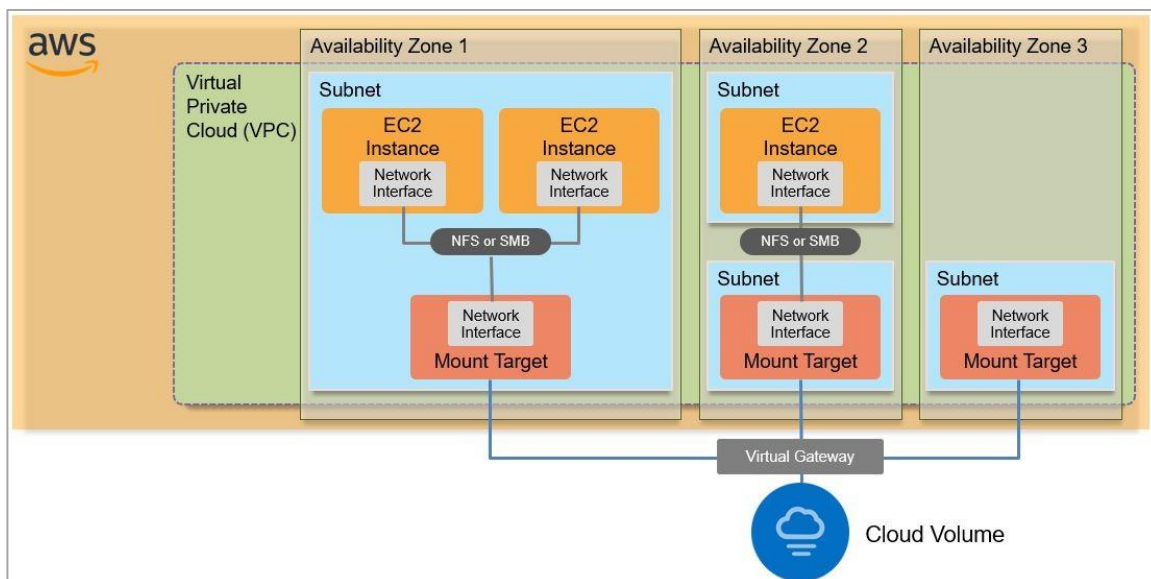 aws
Availability Zone 1
Availability Zone 2
Availability Zone 3
Virtual
Private
Cloud (VPC)
Subnet
EC2
Instance
Network
Interface
EC2
Instance
Network
Interface
NFS or SMB
Network
Interface
Mount Target
Subnet
EC2
Instance
Network
Interface
NFS or SMB
Subnet
Network
Interface
Mount Target
Subnet
Network
Interface
Mount Target
Virtual Gateway
Cloud Volume